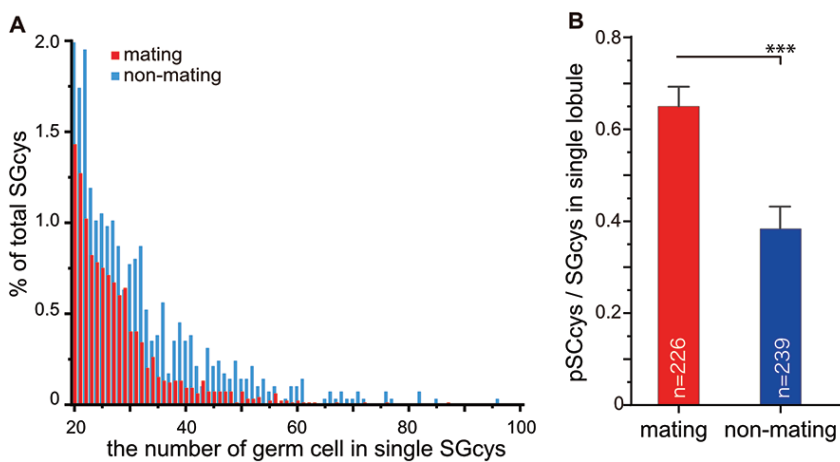 A
% of total SGcys
2.0
1.5
1.0
0.5
0
mating
non-mating
20
40
60
80
100
the number of germ cell in single SGcys
B
pSCcys / SGcys in single lobule
0.8
0.6
0.4
0.2
0
***
n=226
n=239
mating
non-mating